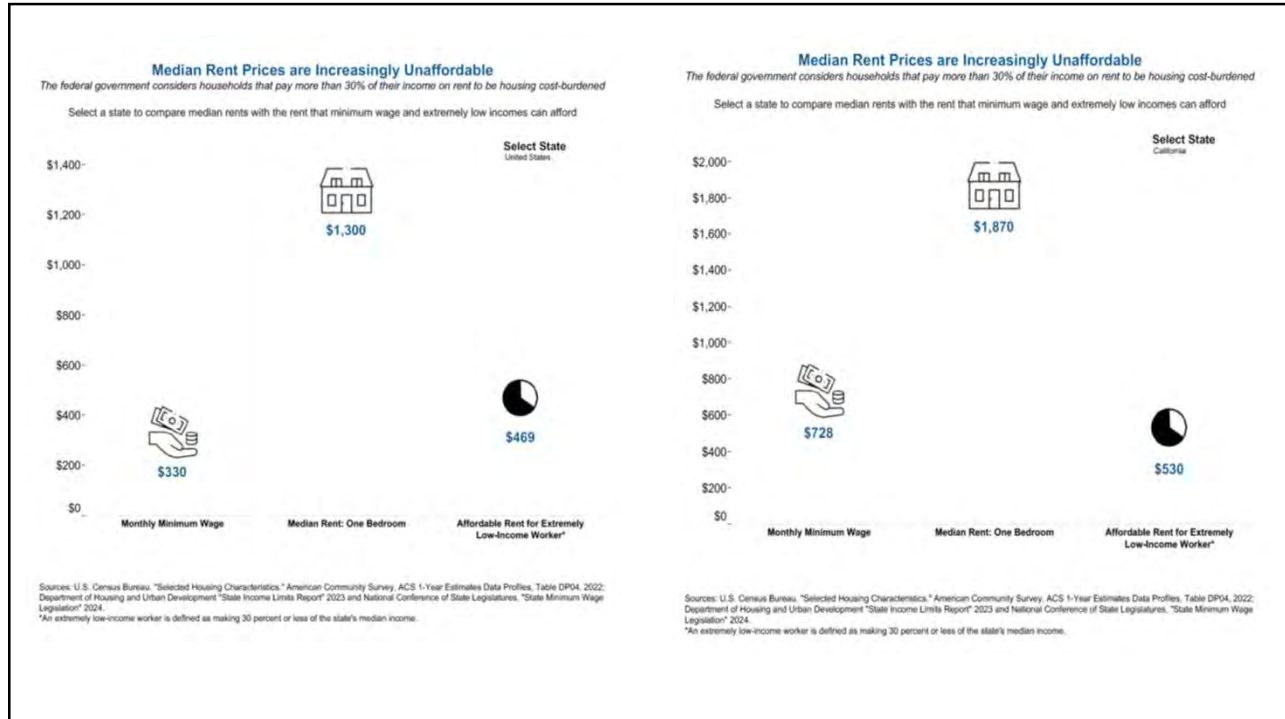 Median Rent Prices are Increasingly Unaffordable
The federal government considers households that pay more than 30% of their income on rent to be housing cost-burdened
Select a state to compare median rents with the rent that minimum wage and extremely low incomes can afford
Select State
United States
$1,400
$1,200
$1,000
$800
$600
$400
$200
$0
$1,300
$469
$330
Monthly Minimum Wage
Median Rent: One Bedroom
Affordable Rent for Extremely
Low-Income Worker*
Sources: U.S. Census Bureau. "Selected Housing Characteristics." American Community Survey, ACS 1-Year Estimates Data Profiles, Table DP04, 2022;
Department of Housing and Urban Development "State Income Limits Report" 2023 and National Conference of State Legislatures. "State Minimum Wage
Legislation" 2024.
*An extremely low-income worker is defined as making 30 percent or less of the state's median income.
Median Rent Prices are Increasingly Unaffordable
The federal government considers households that pay more than 30% of their income on rent to be housing cost-burdened
Select a state to compare median rents with the rent that minimum wage and extremely low incomes can afford
Select State
California
$2,000
$1,800
$1,600
$1,400
$1,200
$1,000
$800
$600
$400
$200
$0
$1,870
$728
$530
Monthly Minimum Wage
Median Rent: One Bedroom
Affordable Rent for Extremely
Low-Income Worker*
Sources: U.S. Census Bureau. "Selected Housing Characteristics." American Community Survey, ACS 1-Year Estimates Data Profiles, Table DP04, 2022;
Department of Housing and Urban Development "State Income Limits Report" 2023 and National Conference of State Legislatures. "State Minimum Wage
Legislation" 2024.
*An extremely low-income worker is defined as making 30 percent or less of the state's median income.